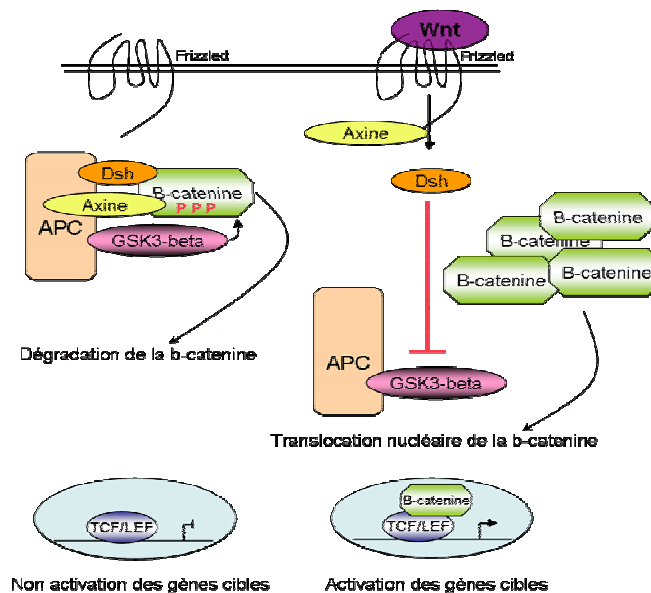 Wnt
Frizzled
Frizzled
Axine
Dsh
B-catenine
P P P
Axine
APC
GSK3-beta
Dsh
B-catenine
B-catenine
B-catenine
B-catenine
Dégradation de la b-catenine
APC
GSK3-beta
Translocation nucléaire de la b-catenine
TCF/LEF
B-catenine
TCF/LEF
Non activation des gènes cibles
Activation des gènes cibles